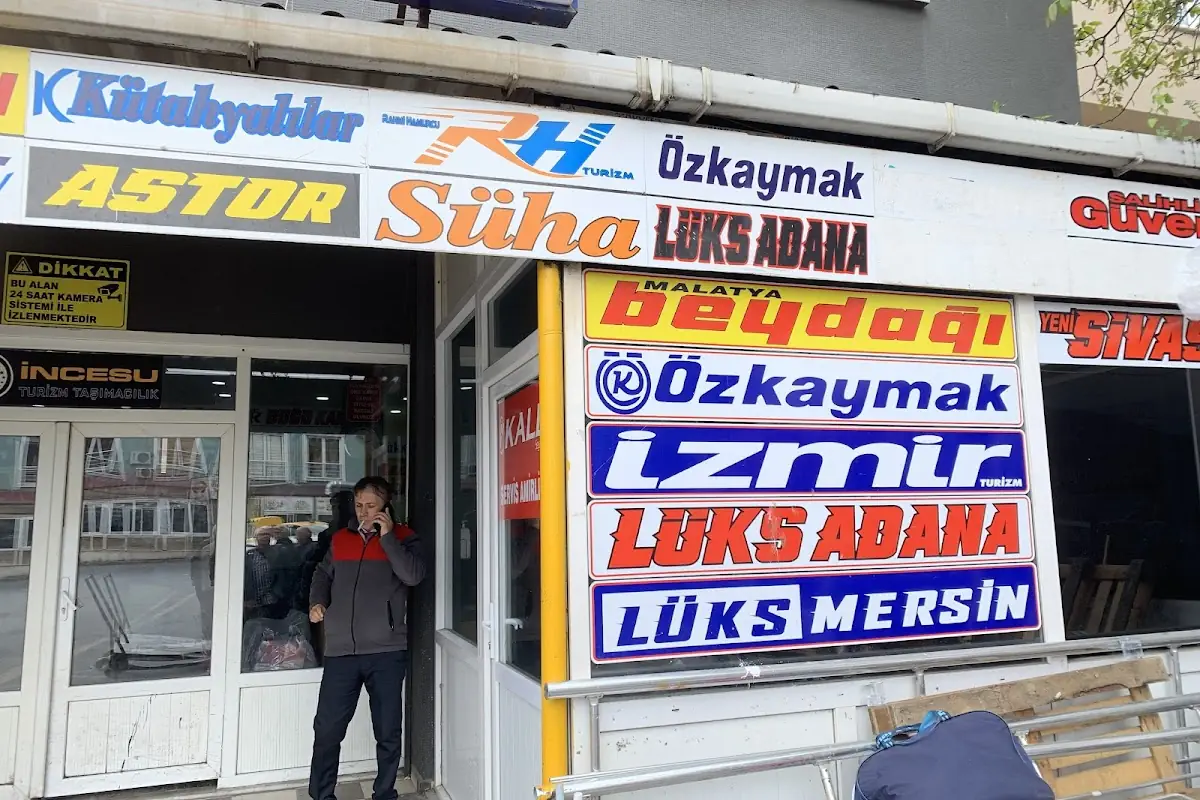 Kütahyalılar
RAHMİ HAMURCU
RH
TURİZM
Özkaymak
SALİHLİ
ASTOR
Süha
LÜKS ADANA
DİKKAT
BU ALAN
24 SAAT KAMERA
SİSTEMİ İLE
İZLENMEKTEDİR
MALATYA
beydağı
YENİ SİVAS
İNCESU
TURİZM TAŞIMACILIK
K
Özkaymak
izmir
TURİZM
LÜKS ADANA
LÜKS MERSİN